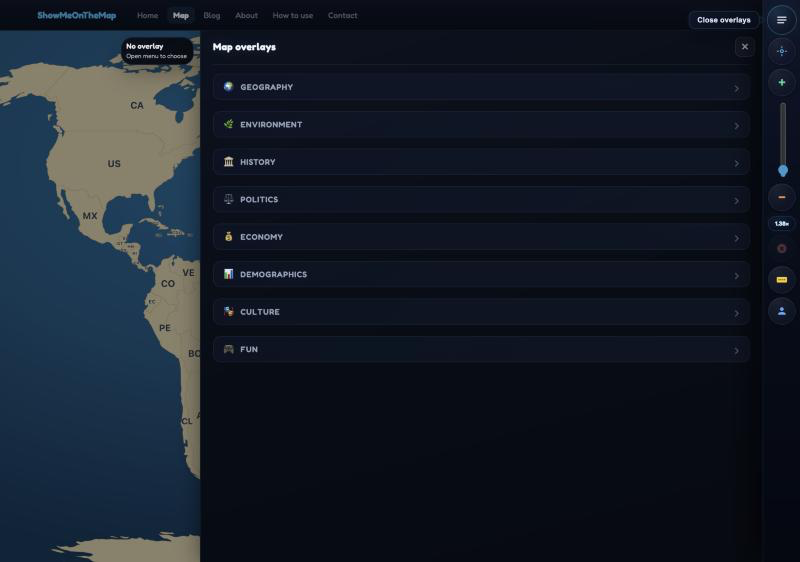 ShowMeOnTheMap
Home
Map
Blog
About
How to use
Contact
Close overlays
No overlay
Open menu to choose
Map overlays
GEOGRAPHY
ENVIRONMENT
HISTORY
POLITICS
ECONOMY
DEMOGRAPHICS
CULTURE
FUN
CA
US
MX
VE
CO
EC
PE
BO
CL
1.38x